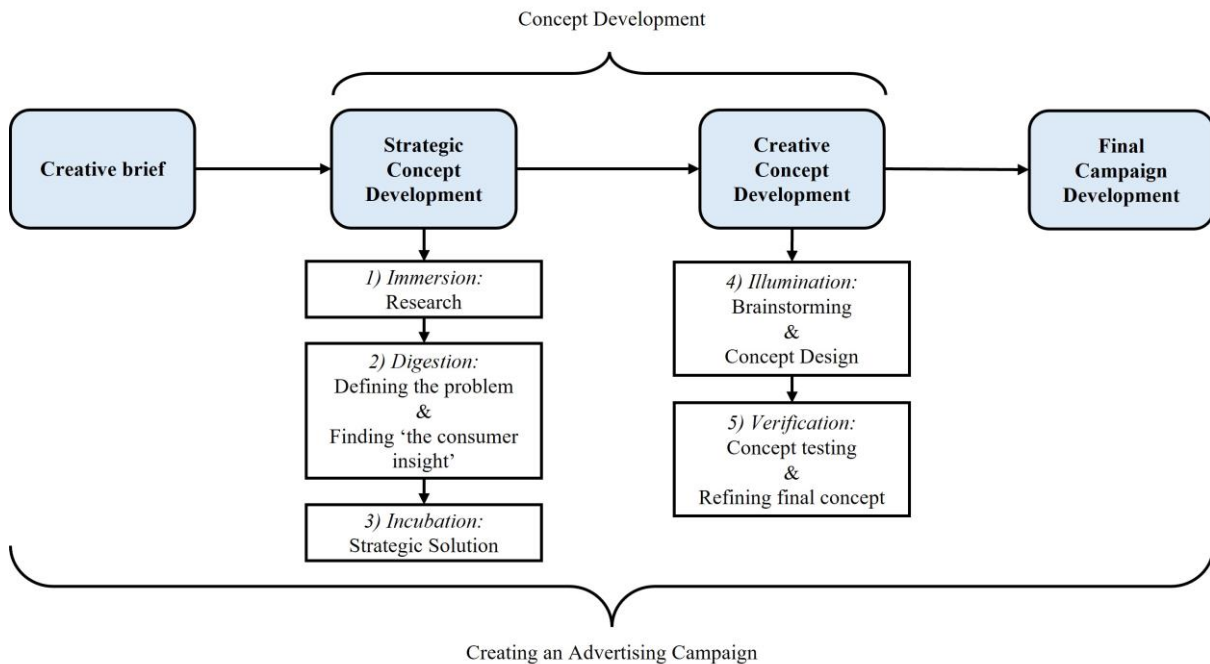 Concept Development
Creative brief
Strategic
Concept
Development
Creative
Concept
Development
Final
Campaign
Development
1) Immersion:
Research
2) Digestion:
Defining the problem
&
Finding ‘the consumer
insight’
3) Incubation:
Strategic Solution
4) Illumination:
Brainstorming
&
Concept Design
5) Verification:
Concept testing
&
Refining final concept
Creating an Advertising Campaign